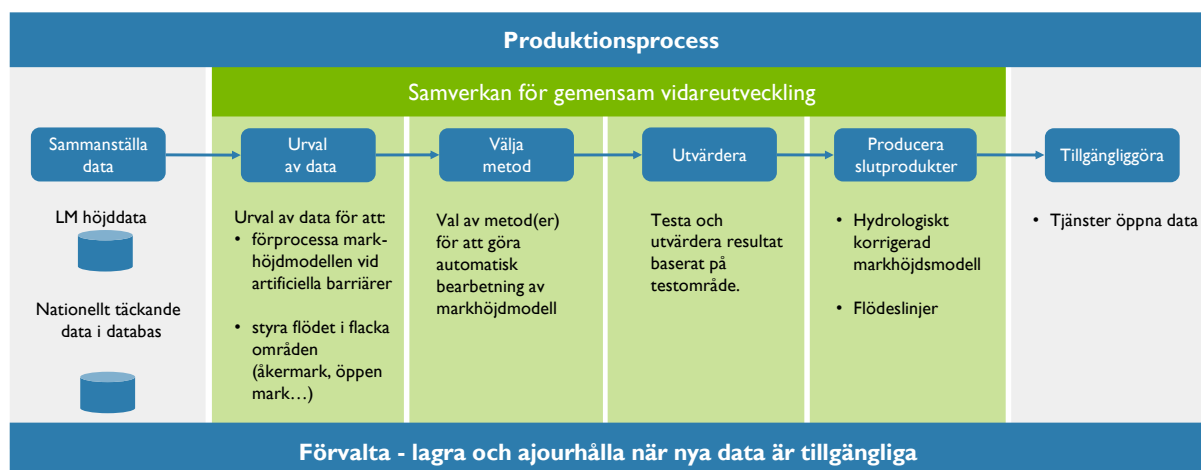 Produktionsprocess
Samverkan för gemensam vidareutveckling
Sammanställa
data
Urval
av data
Välja
metod
Utvärdera
Producera
slutprodukter
Tillgängliggöra
LM höjddata
Nationellt täckande
data i databas
Urval av data för att:
• förprocessa mark-
höjdmodellen vid
artificiella barriärer
• styra flödet i flacka
områden
(åkermark, öppen
mark…)
Val av metod(er)
för att göra
automatisk
bearbetning av
markhöjdmodell
Testa och
utvärdera resultat
baserat på
testområde.
• Hydrologiskt
korrigerad
markhöjdsmodell
• Flödeslinjer
• Tjänster öppna data
Förvalta - lagra och ajourhålla när nya data är tillgängliga